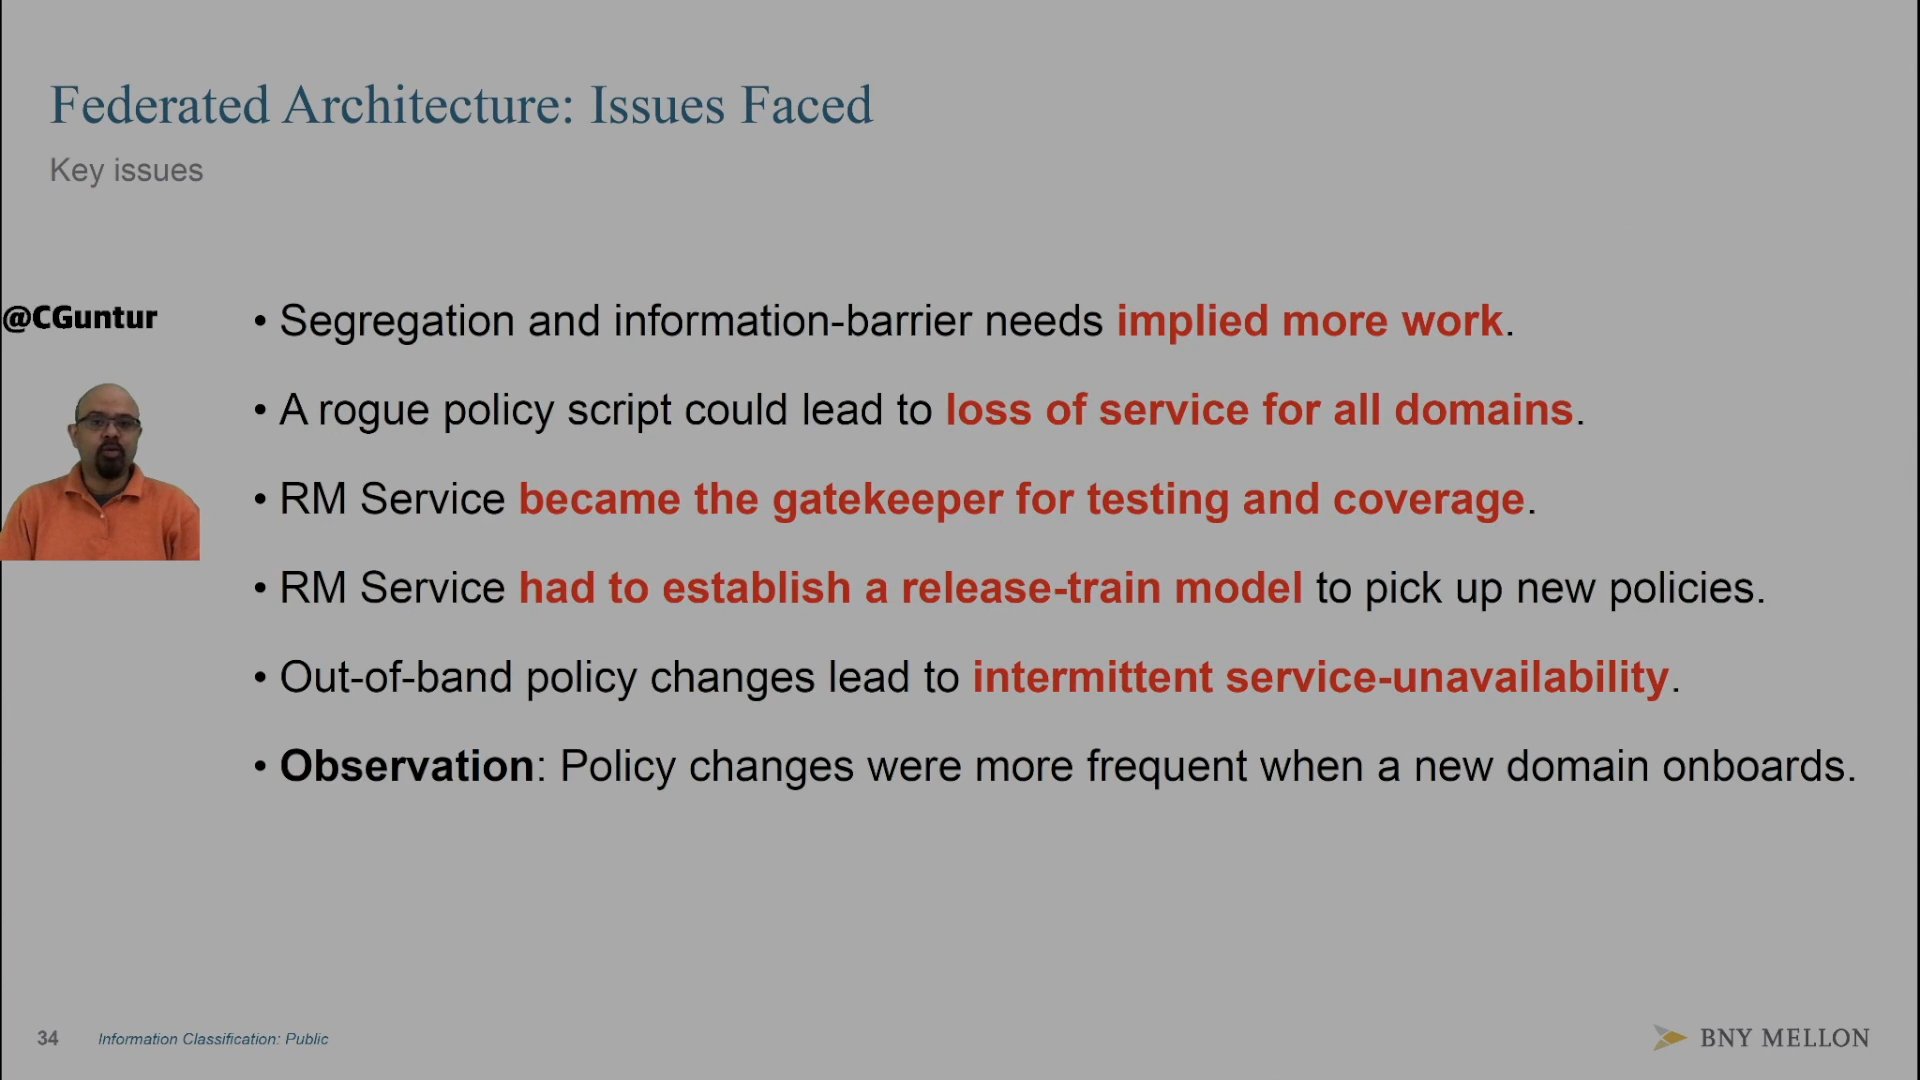 Federated Architecture: Issues Faced
Key issues
@CGuntur
• Segregation and information-barrier needs implied more work.
• A rogue policy script could lead to loss of service for all domains.
• RM Service became the gatekeeper for testing and coverage.
• RM Service had to establish a release-train model to pick up new policies.
• Out-of-band policy changes lead to intermittent service-unavailability.
• Observation: Policy changes were more frequent when a new domain onboards.
34 Information Classification: Public
BNY MELLON